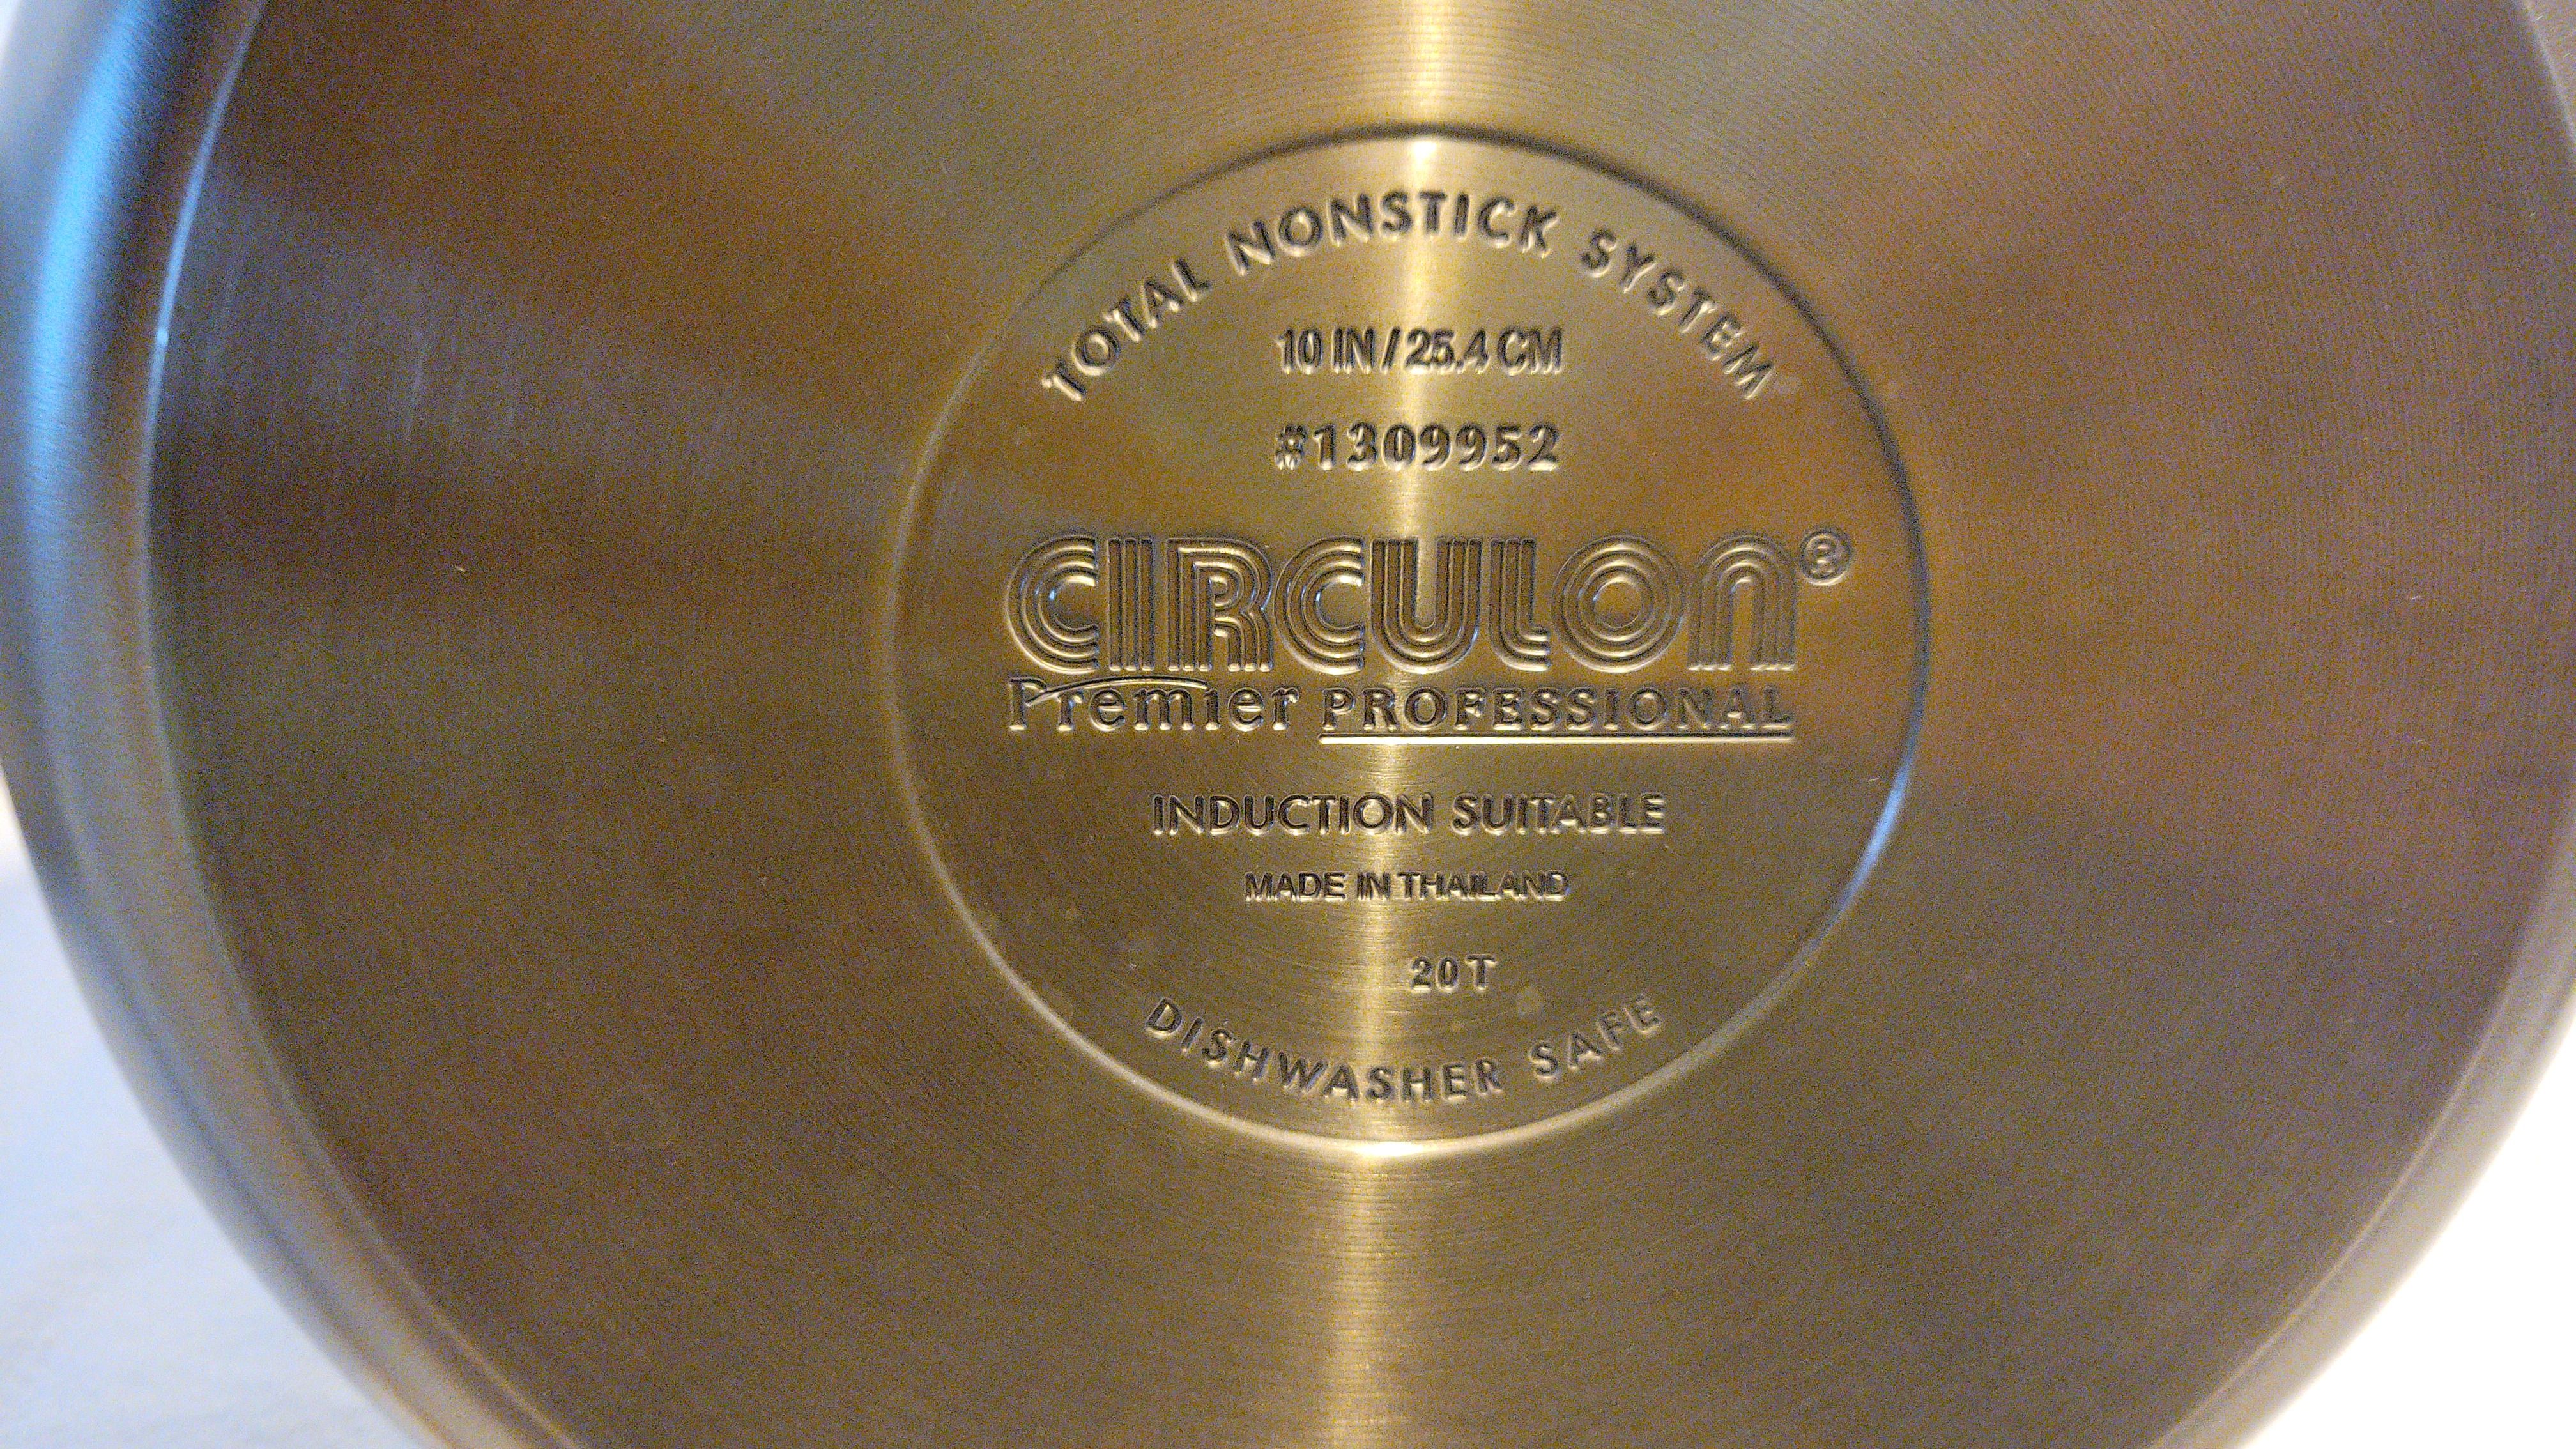 TOTAL NONSTICK SYSTEM
10 IN / 25.4 CM
#1309952
CIRCULON®
Premier PROFESSIONAL
INDUCTION SUITABLE
MADE IN THAILAND
20 T
DISHWASHER SAFE